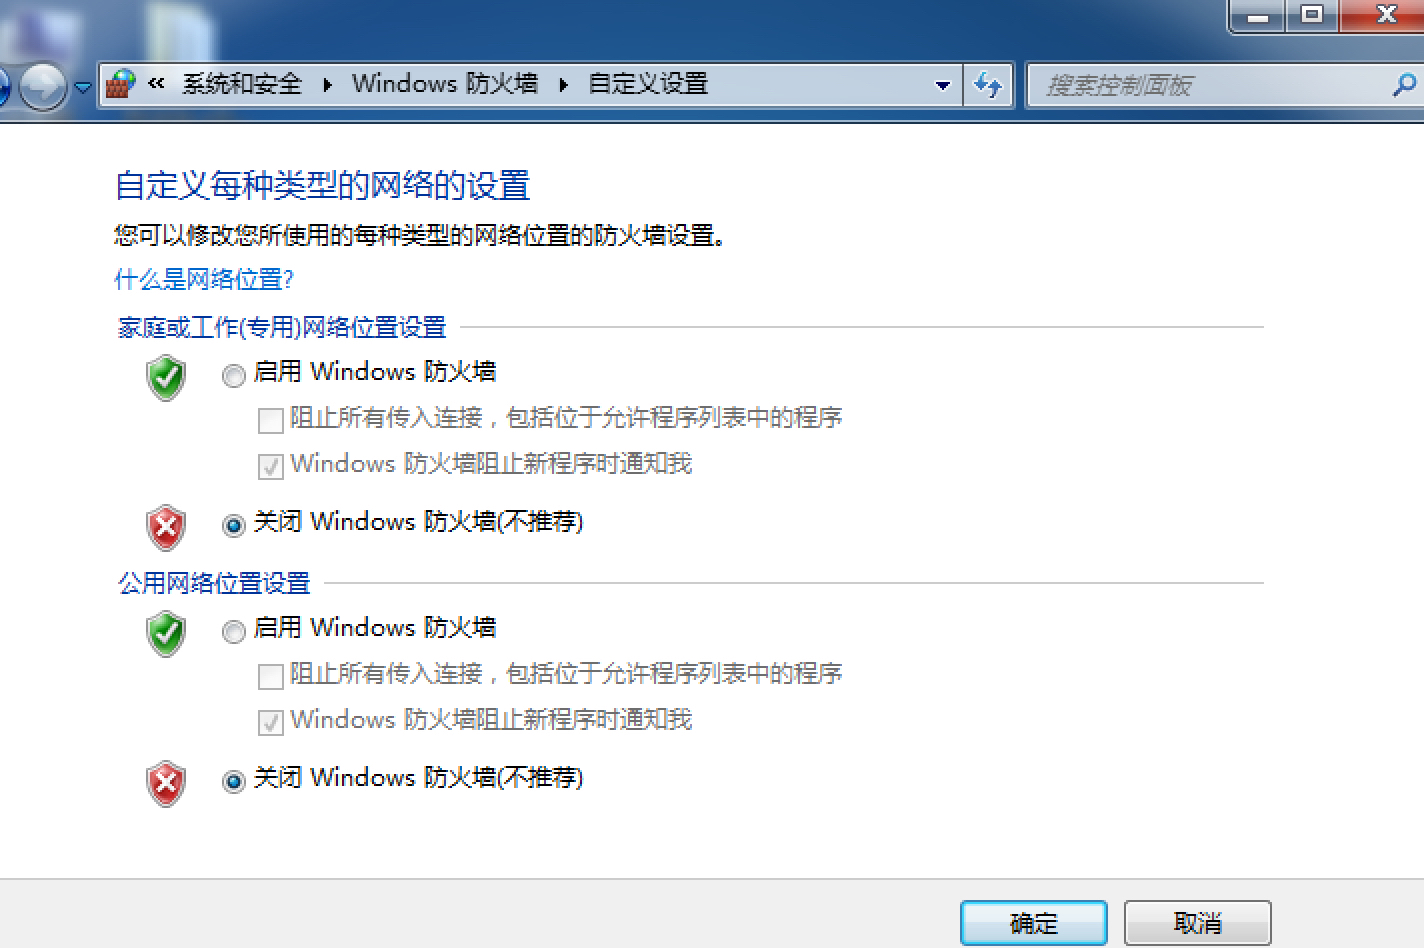 « 系统和安全 ▸ Windows 防火墙 ▸ 自定义设置
搜索控制面板
自定义每种类型的网络的设置
您可以修改您所使用的每种类型的网络位置的防火墙设置。
什么是网络位置?
家庭或工作(专用)网络位置设置
启用 Windows 防火墙
阻止所有传入连接，包括位于允许程序列表中的程序
Windows 防火墙阻止新程序时通知我
关闭 Windows 防火墙(不推荐)
公用网络位置设置
启用 Windows 防火墙
阻止所有传入连接，包括位于允许程序列表中的程序
Windows 防火墙阻止新程序时通知我
关闭 Windows 防火墙(不推荐)
确定
取消